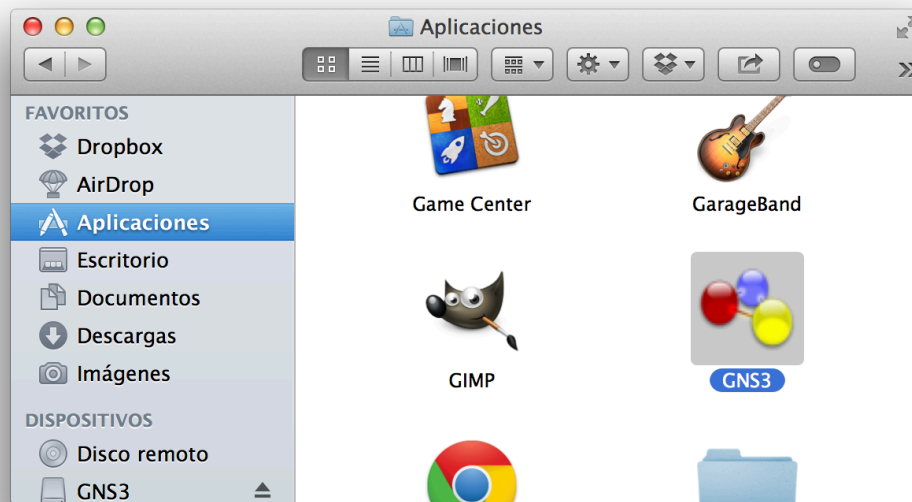 Aplicaciones
FAVORITOS
Dropbox
AirDrop
Aplicaciones
Escritorio
Documentos
Descargas
Imágenes
DISPOSITIVOS
Disco remoto
GNS3
Game Center
GarageBand
GIMP
GNS3